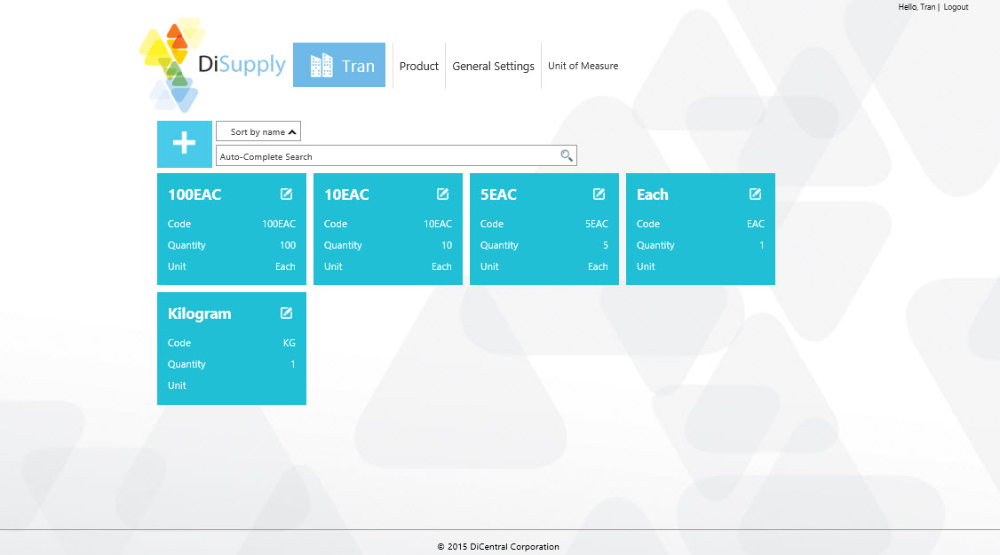 Hello, Tran | Logout
DiSupply
Tran
Product
General Settings
Unit of Measure
Sort by name
Auto-Complete Search
100EAC
Code 100EAC
Quantity 100
Unit Each
10EAC
Code 10EAC
Quantity 10
Unit Each
5EAC
Code 5EAC
Quantity 5
Unit Each
Each
Code EAC
Quantity 1
Unit
Kilogram
Code KG
Quantity 1
Unit
© 2015 DiCentral Corporation